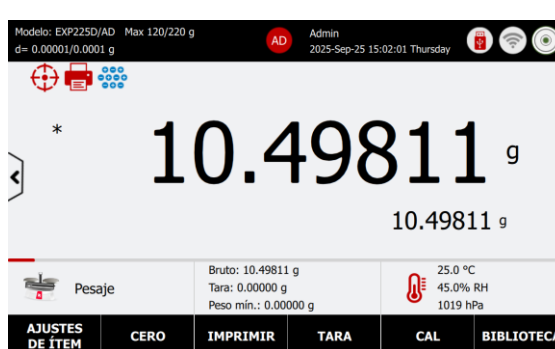 Modelo: EXP225D/AD Max 120/220 g
d= 0.00001/0.0001 g
AD
Admin
2025-Sep-25 15:02:01 Thursday
*
10.49811 g
10.49811 g
Pesaje
Bruto: 10.49811 g
Tara: 0.00000 g
Peso mín.: 0.00000 g
25.0 °C
45.0% RH
1019 hPa
AJUSTES
DE ÍTEM
CERO
IMPRIMIR
TARA
CAL
BIBLIOTECA